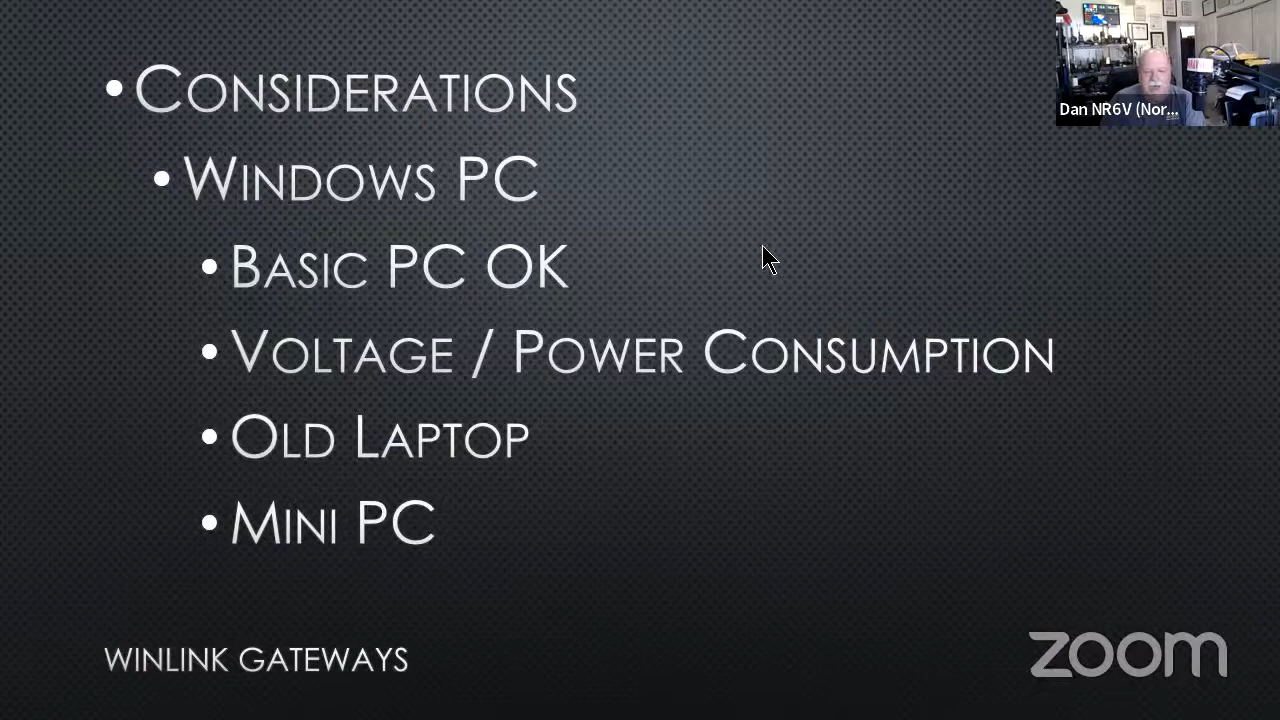 • Considerations
• Windows PC
• Basic PC OK
• Voltage / Power Consumption
• Old Laptop
• Mini PC
WINLINK GATEWAYS
Dan NR6V (Nor...
zoom